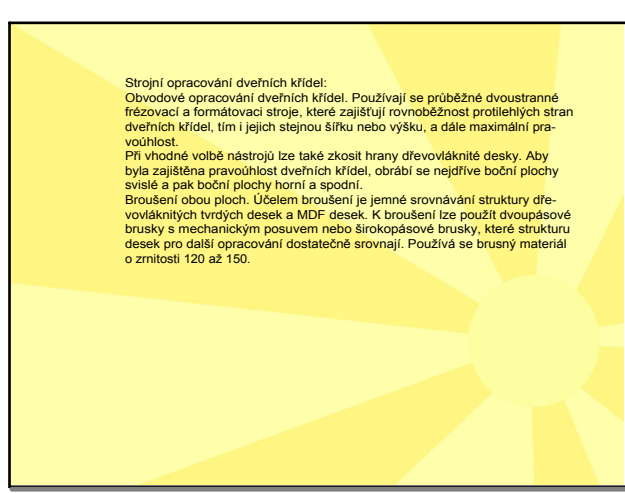 Strojní opracování dveřních křídel:
Obvodové opracování dveřních křídel. Používají se průběžné dvoustranné
frézovací a formátovaci stroje, které zajišťují rovnoběžnost protilehlých stran
dveřních křídel, tím i jejich stejnou šířku nebo výšku, a dále maximální pra-
voúhlost.
Při vhodné volbě nástrojů lze také zkosit hrany dřevovláknité desky. Aby
byla zajištěna pravoúhlost dveřních křídel, obrábí se nejdříve boční plochy
svislé a pak boční plochy horní a spodní.
Broušení obou ploch. Účelem broušení je jemné srovnávání struktury dře-
vovláknitých tvrdých desek a MDF desek. K broušení lze použít dvoupásové
brusky s mechanickým posuvem nebo širokopásové brusky, které strukturu
desek pro další opracování dostatečně srovnají. Používá se brusný materiál
o zrnitosti 120 až 150.